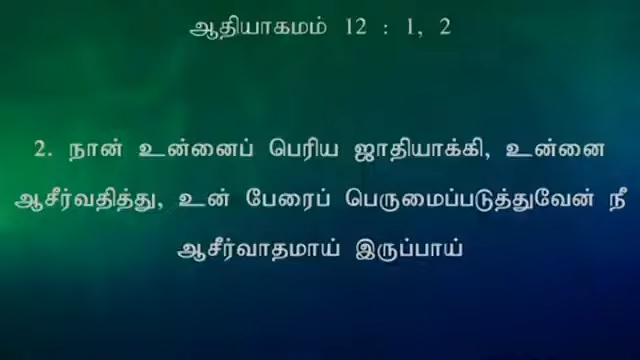 ஆதியாகமம் 12 : 1, 2
2. நான் உன்னைப் பெரிய ஜாதியாக்கி, உன்னை
ஆசீர்வதித்து, உன் பேரைப் பெருமைப்படுத்துவேன் நீ
ஆசீர்வாதமாய் இருப்பாய்